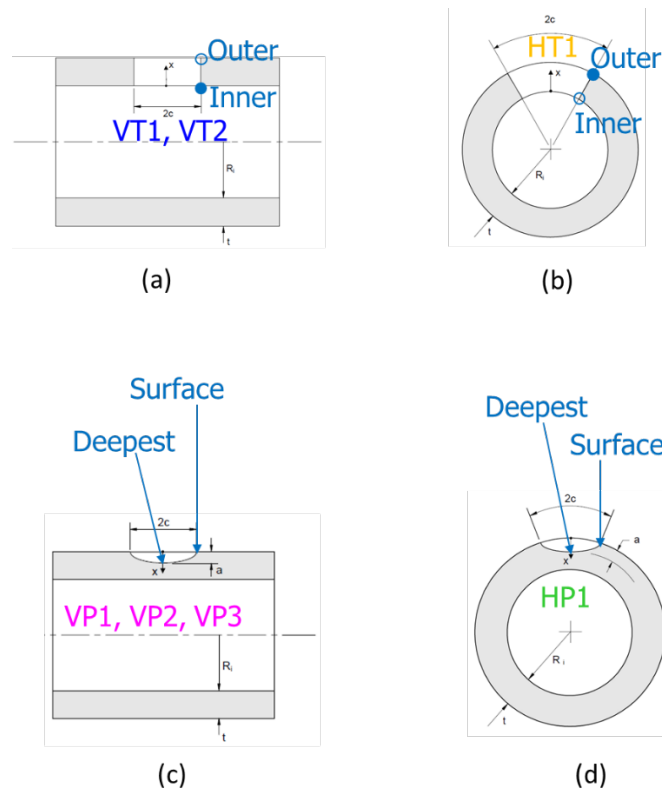 Outer
x
Inner
2c
VT1, VT2
Rᵢ
t
(a)
2c
HT1
Outer
x
Inner
Rᵢ
t
(b)
Surface
Deepest
2c
x
a
VP1, VP2, VP3
Rᵢ
t
(c)
Deepest
Surface
2c
a
x
HP1
Rᵢ
t
(d)